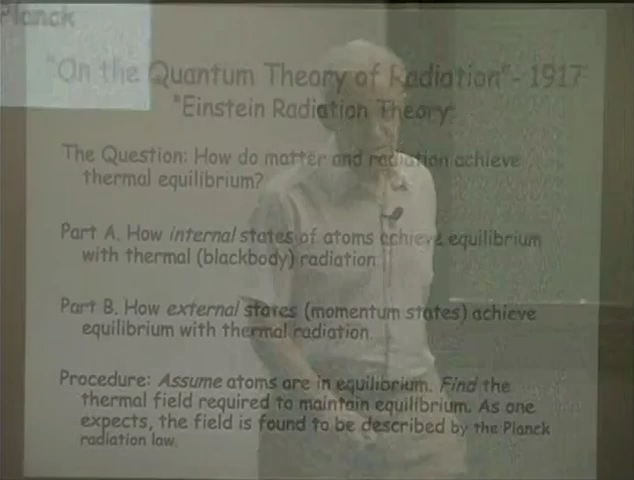 Planck
"On the Quantum Theory of Radiation"- 1917
"Einstein Radiation Theory"
The Question: How do matter and radiation achieve
thermal equilibrium?
Part A. How internal states of atoms achieve equilibrium
with thermal (blackbody) radiation
Part B. How external states (momentum states) achieve
equilibrium with thermal radiation
Procedure: Assume atoms are in equilibrium. Find the
thermal field required to maintain equilibrium. As one
expects, the field is found to be described by the Planck
radiation law.